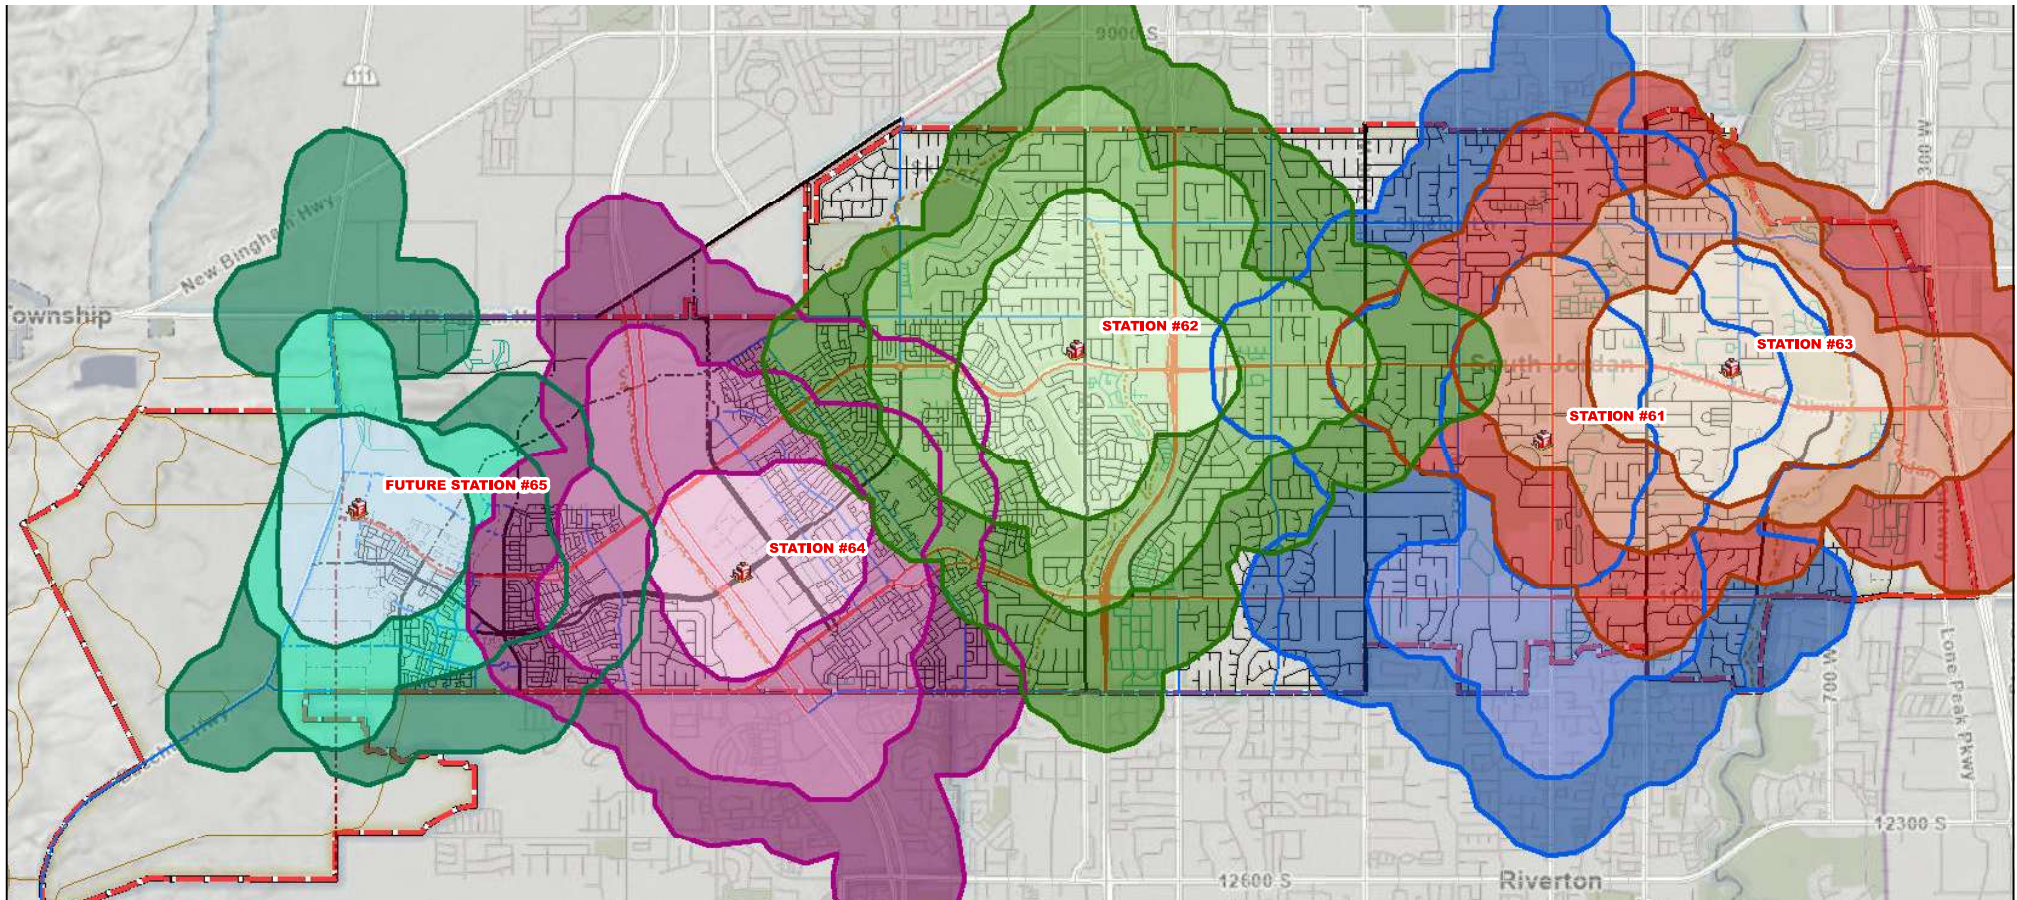 9000 S
111
300 W
New Bingham Hwy
Township
STATION #62
STATION #63
South Jordan
STATION #61
FUTURE STATION #65
STATION #64
700 W
Lone Peak Pkwy
12300 S
12600 S
Riverton